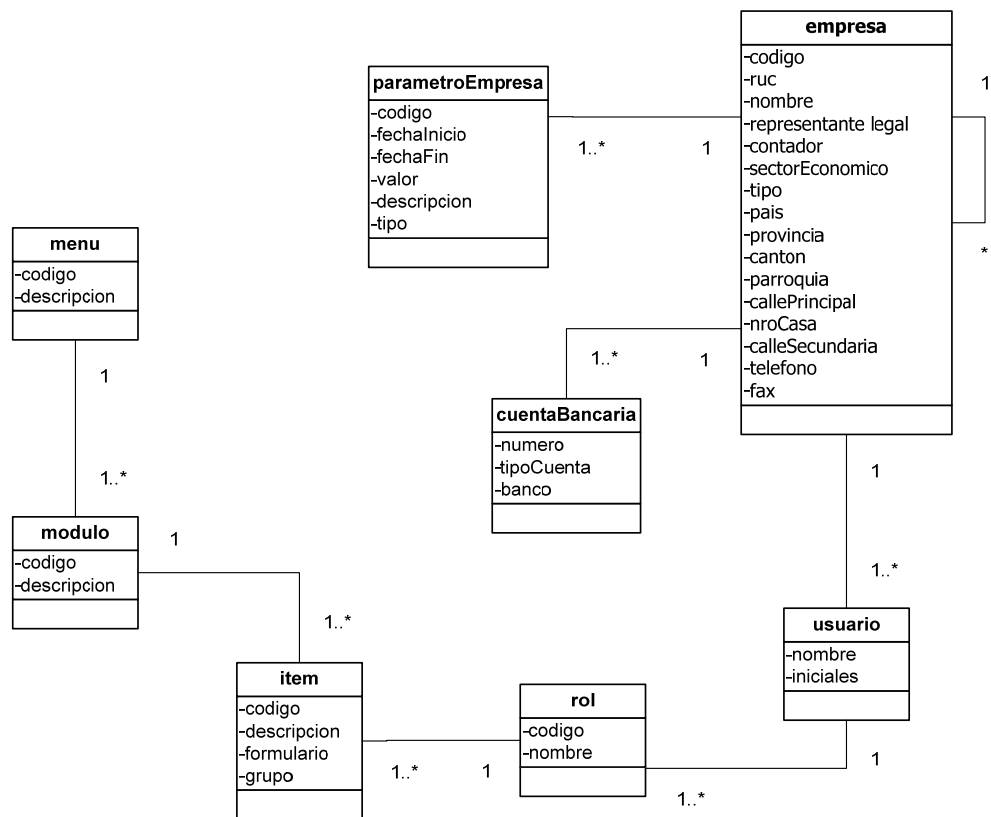 empresa
-codigo
-ruc
-nombre
-representante legal
-contador
-sectorEconomico
-tipo
-pais
-provincia
-canton
-parroquia
-callePrincipal
-nroCasa
-calleSecundaria
-telefono
-fax
1
*
parametroEmpresa
-codigo
-fechaInicio
-fechaFin
-valor
-descripcion
-tipo
1..*
1
menu
-codigo
-descripcion
1
1..*
cuentaBancaria
-numero
-tipoCuenta
-banco
1..*
1
modulo
-codigo
-descripcion
1
1..*
1
1..*
usuario
-nombre
-iniciales
item
-codigo
-descripcion
-formulario
-grupo
1..*
1
rol
-codigo
-nombre
1..*
1